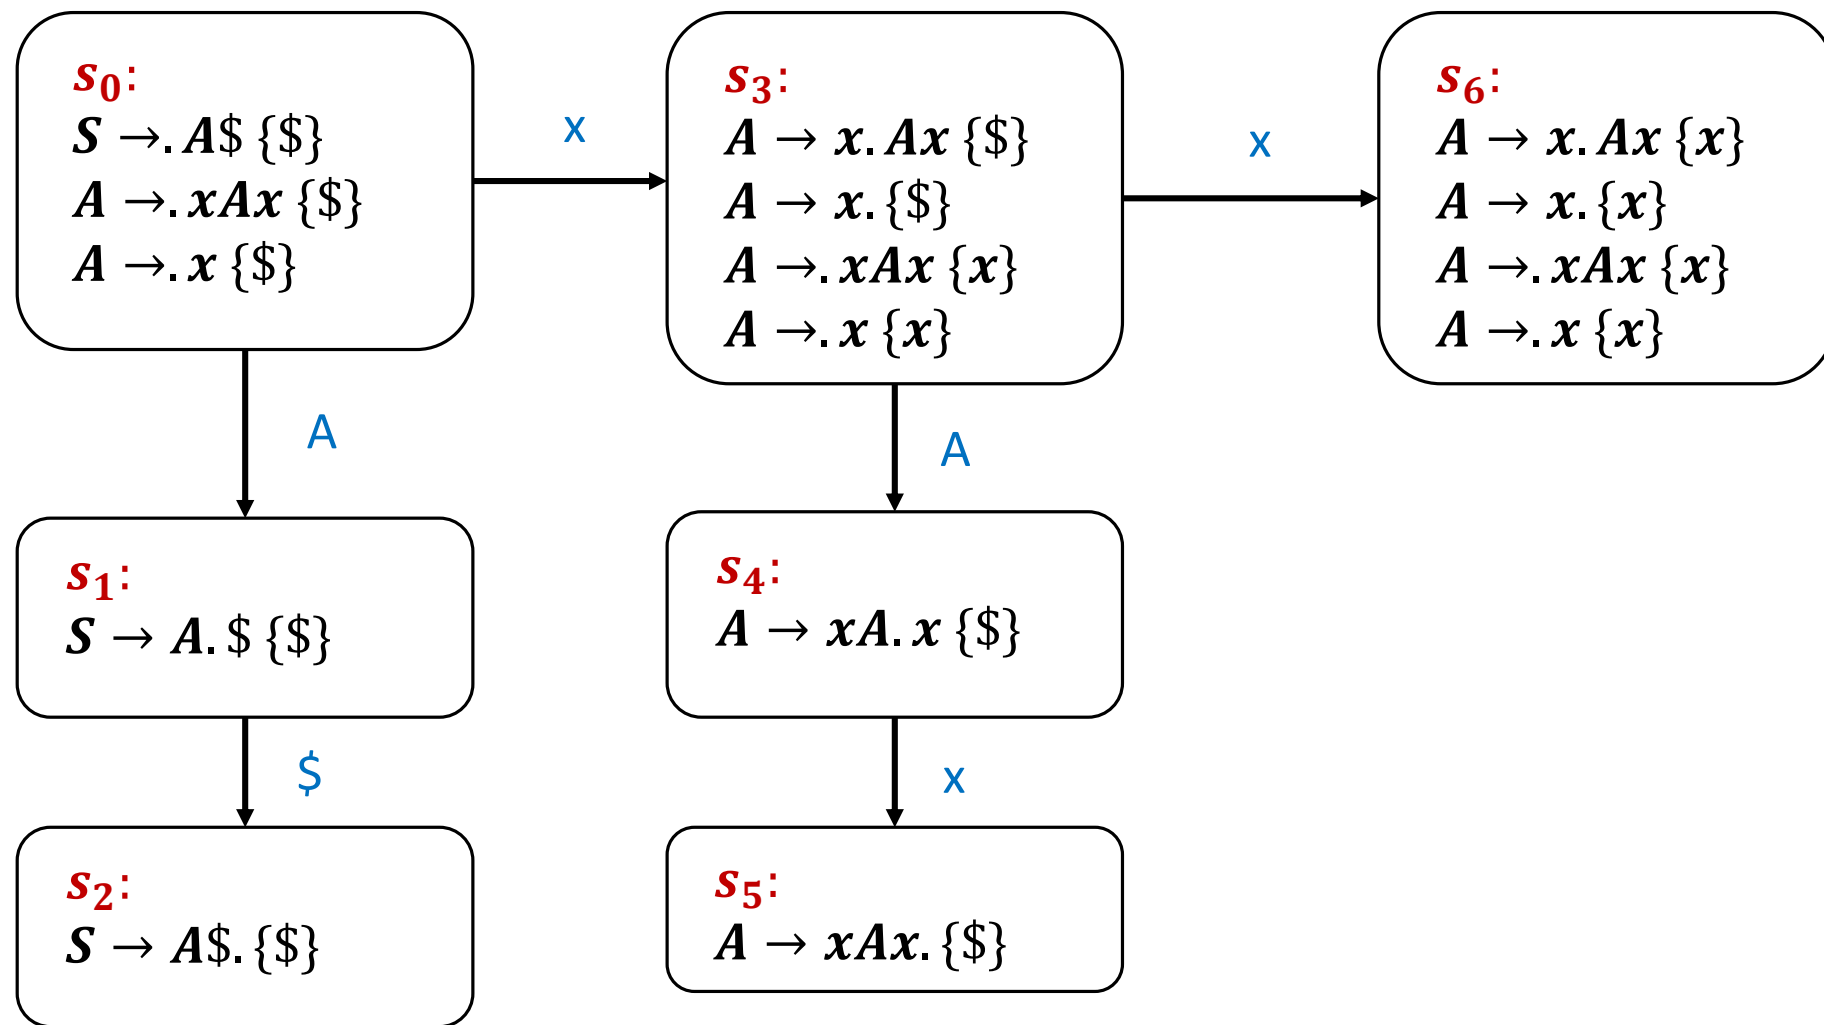 s₀:
S →. A$ {$}
A →. xAx {$}
A →. x {$}
x
s₃:
A → x. Ax {$}
A → x. {$}
A →. xAx {x}
A →. x {x}
x
s₆:
A → x. Ax {x}
A → x. {x}
A →. xAx {x}
A →. x {x}
A
A
s₁:
S → A. $ {$}
s₄:
A → xA. x {$}
$
x
s₂:
S → A$. {$}
s₅:
A → xAx. {$}